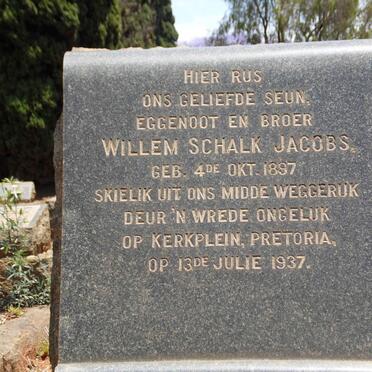 HIER RUS
ONS GELIEFDE SEUN,
EGGENOOT EN BROER
WILLEM SCHALK JACOBS,
GEB. 4DE OKT. 1897
SKIELIK UIT ONS MIDDE WEGGERUK
DEUR 'N WREDE ONGELUK
OP KERKPLEIN, PRETORIA,
OP 13DE JULIE 1937.